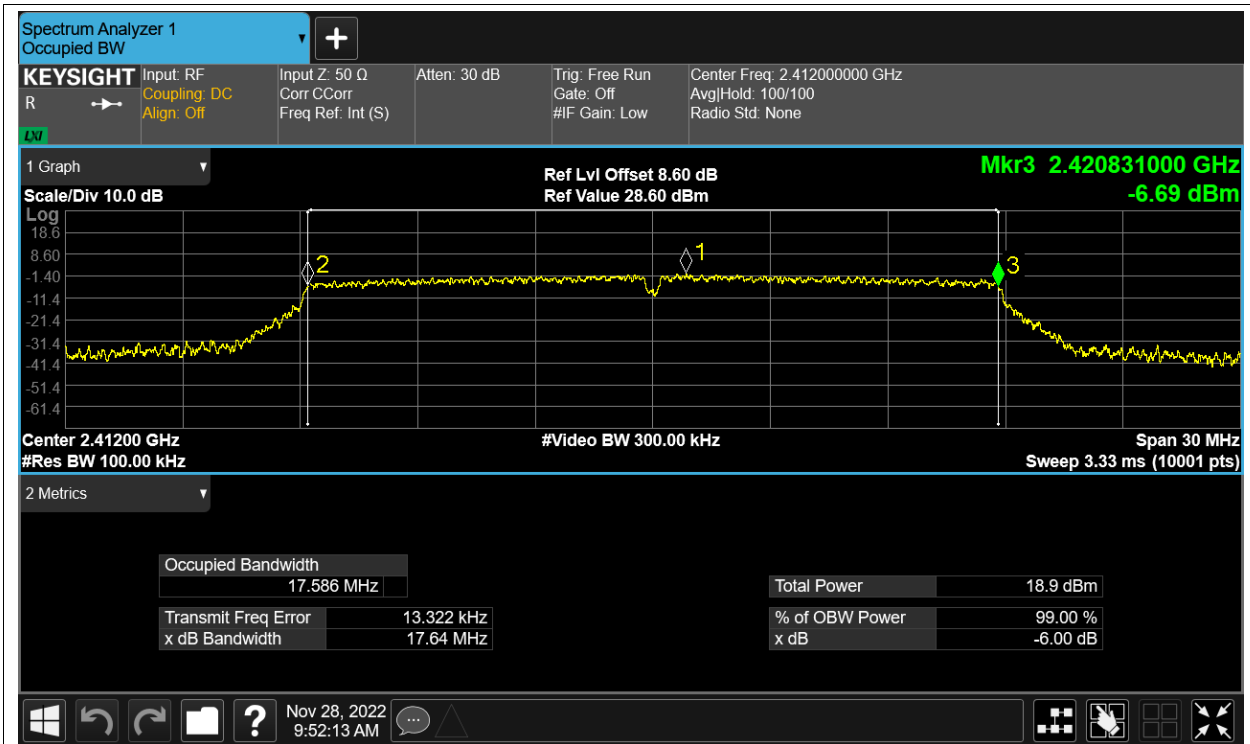 Spectrum Analyzer 1
Occupied BW
KEYSIGHT
R
LXI
Input: RF
Coupling: DC
Align: Off
Input Z: 50 Ω
Corr CCorr
Freq Ref: Int (S)
Atten: 30 dB
Trig: Free Run
Gate: Off
#IF Gain: Low
Center Freq: 2.412000000 GHz
Avg|Hold: 100/100
Radio Std: None
1 Graph
Scale/Div 10.0 dB
Ref Lvl Offset 8.60 dB
Ref Value 28.60 dBm
Mkr3 2.420831000 GHz
-6.69 dBm
Log
18.6
8.60
-1.40
-11.4
-21.4
-31.4
-41.4
-51.4
-61.4
2
1
3
Center 2.41200 GHz
#Video BW 300.00 kHz
Span 30 MHz
#Res BW 100.00 kHz
Sweep 3.33 ms (10001 pts)
2 Metrics
Occupied Bandwidth
17.586 MHz
Total Power 18.9 dBm
Transmit Freq Error 13.322 kHz
% of OBW Power 99.00 %
x dB Bandwidth 17.64 MHz
x dB -6.00 dB
?
Nov 28, 2022
9:52:13 AM